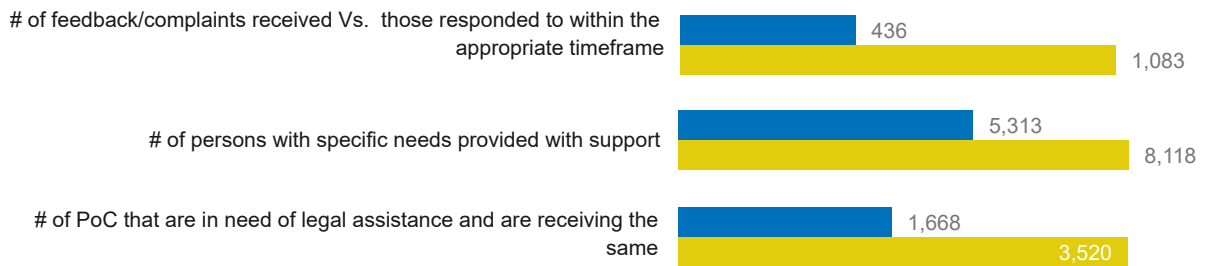 # of feedback/complaints received Vs.  those responded to within the
appropriate timeframe
436
1,083
# of persons with specific needs provided with support
5,313
8,118
# of PoC that are in need of legal assistance and are receiving the
same
1,668
3,520